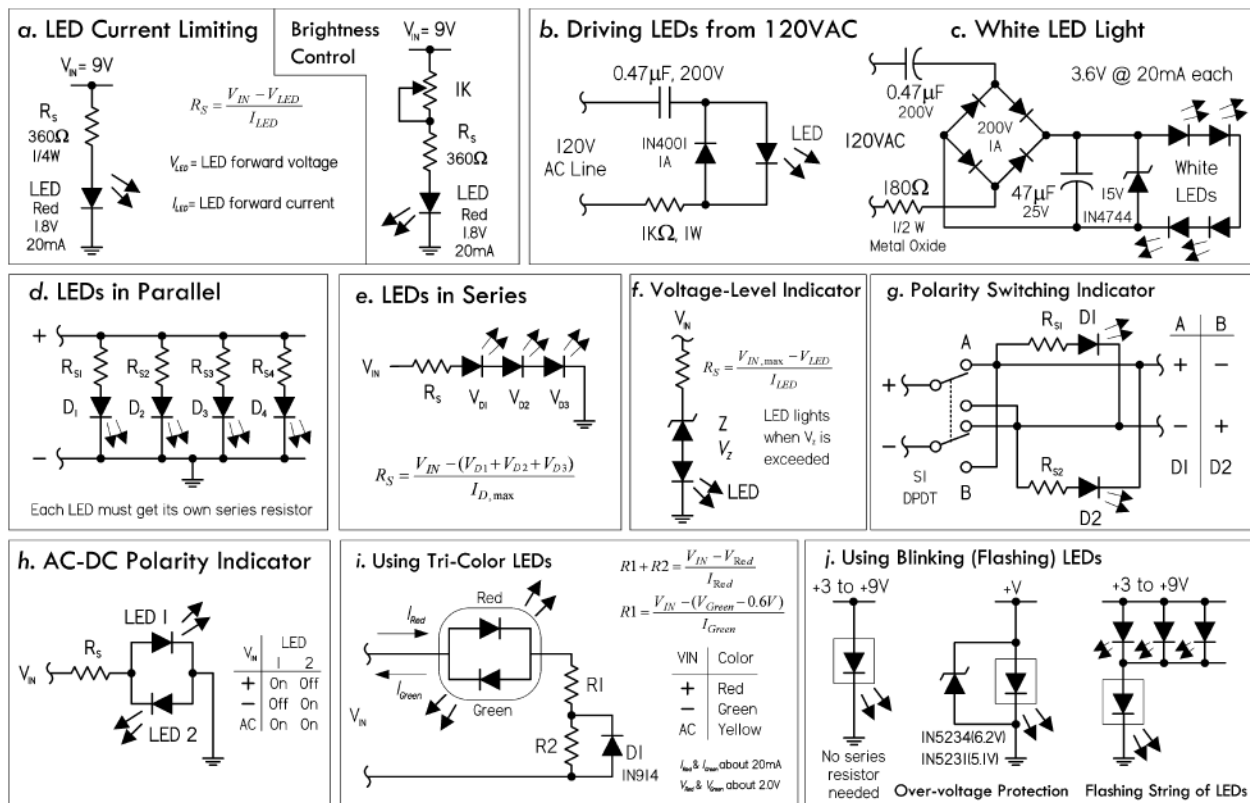 a. LED Current Limiting
V_IN = 9V
R_S
360Ω
1/4W
LED
Red
1.8V
20mA
R_S = (V_IN − V_LED) / I_LED
V_LED = LED forward voltage
I_LED = LED forward current
Brightness
Control
V_IN = 9V
1K
R_S
360Ω
LED
Red
1.8V
20mA
b. Driving LEDs from 120VAC
0.47µF, 200V
120V
AC Line
IN4001
1A
LED
1KΩ, 1W
c. White LED Light
0.47µF
200V
3.6V @ 20mA each
120VAC
200V
1A
180Ω
1/2 W
Metal Oxide
47µF
25V
15V
IN4744
White
LEDs
d. LEDs in Parallel
+
R_S1 R_S2 R_S3 R_S4
D_1 D_2 D_3 D_4
−
Each LED must get its own series resistor
e. LEDs in Series
V_IN
R_S V_D1 V_D2 V_D3
R_S = (V_IN − (V_D1 + V_D2 + V_D3)) / I_D,max
f. Voltage-Level Indicator
V_IN
R_S = (V_IN,max − V_LED) / I_LED
Z
V_Z
LED lights
when V_z is
exceeded
LED
g. Polarity Switching Indicator
R_S1 D1
A
+
−
S1
DPDT
B
R_S2
D2
A B
+ −
− +
D1 D2
h. AC-DC Polarity Indicator
LED 1
V_IN
R_S
LED 2
V_IN LED
1 2
+ On Off
− Off On
AC On On
i. Using Tri-Color LEDs
I_Red
Red
I_Green
Green
V_IN
R1
R2
D1
IN914
R1 + R2 = (V_IN − V_Red) / I_Red
R1 = (V_IN − (V_Green − 0.6V)) / I_Green
VIN Color
+ Red
− Green
AC Yellow
I_Red & I_Green about 20mA
V_Red & V_Green about 2.0V
j. Using Blinking (Flashing) LEDs
+3 to +9V
No series
resistor
needed
+V
IN5234(6.2V)
IN5231(5.1V)
Over-voltage Protection
+3 to +9V
Flashing String of LEDs